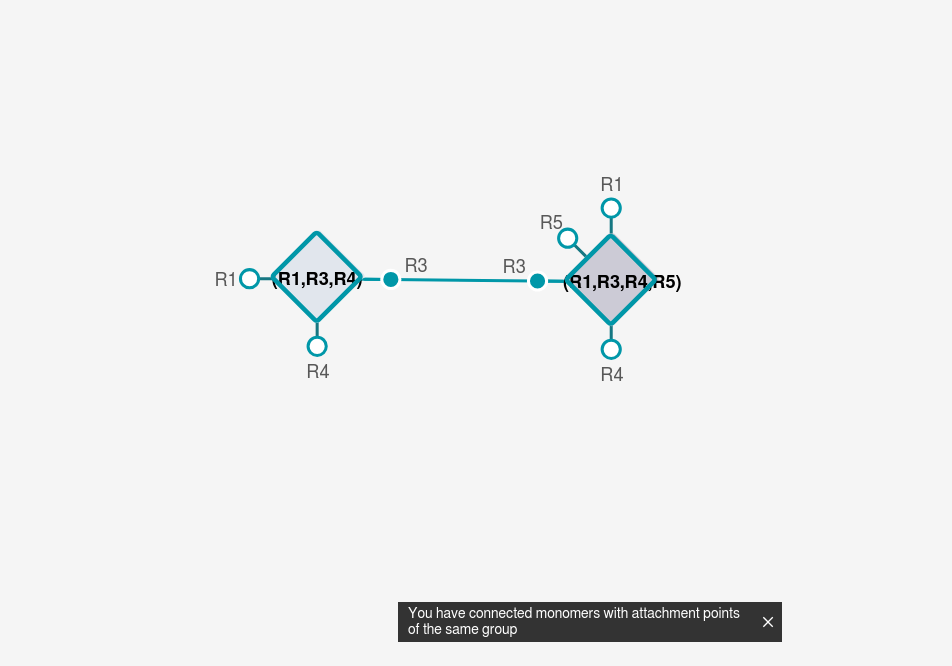 R1
R5
R3
R3
R1
(R1,R3,R4)
(R1,R3,R4,R5)
R4
R4
You have connected monomers with attachment points
of the same group